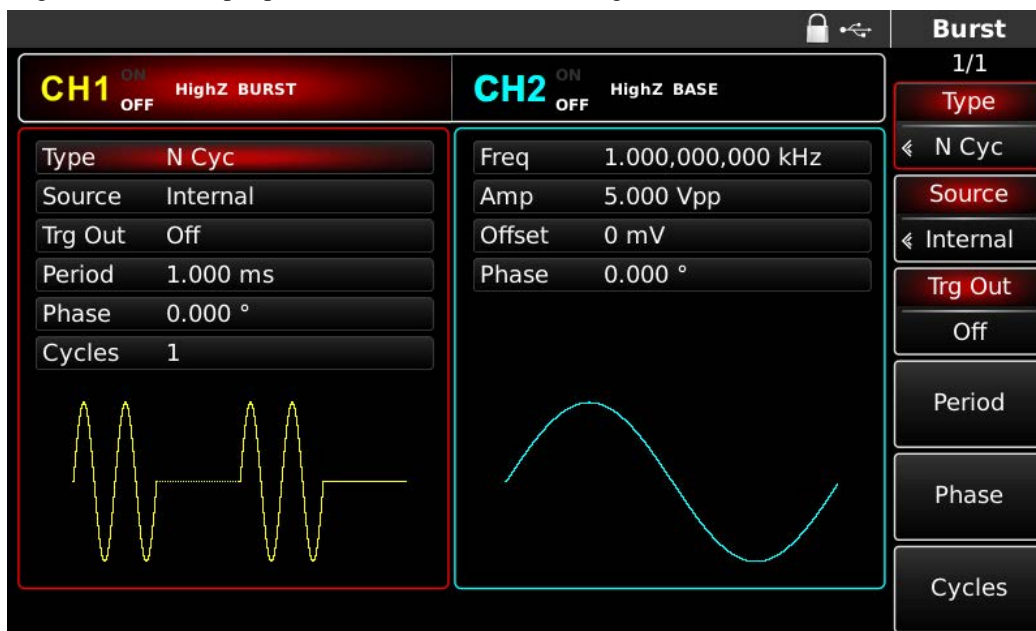 Burst
1/1
CH1 ON OFF HighZ BURST
CH2 ON OFF HighZ BASE
Type N Cyc
Source Internal
Trg Out Off
Period 1.000 ms
Phase 0.000 °
Cycles 1
Freq 1.000,000,000 kHz
Amp 5.000 Vpp
Offset 0 mV
Phase 0.000 °
Type
N Cyc
Source
Internal
Trg Out
Off
Period
Phase
Cycles